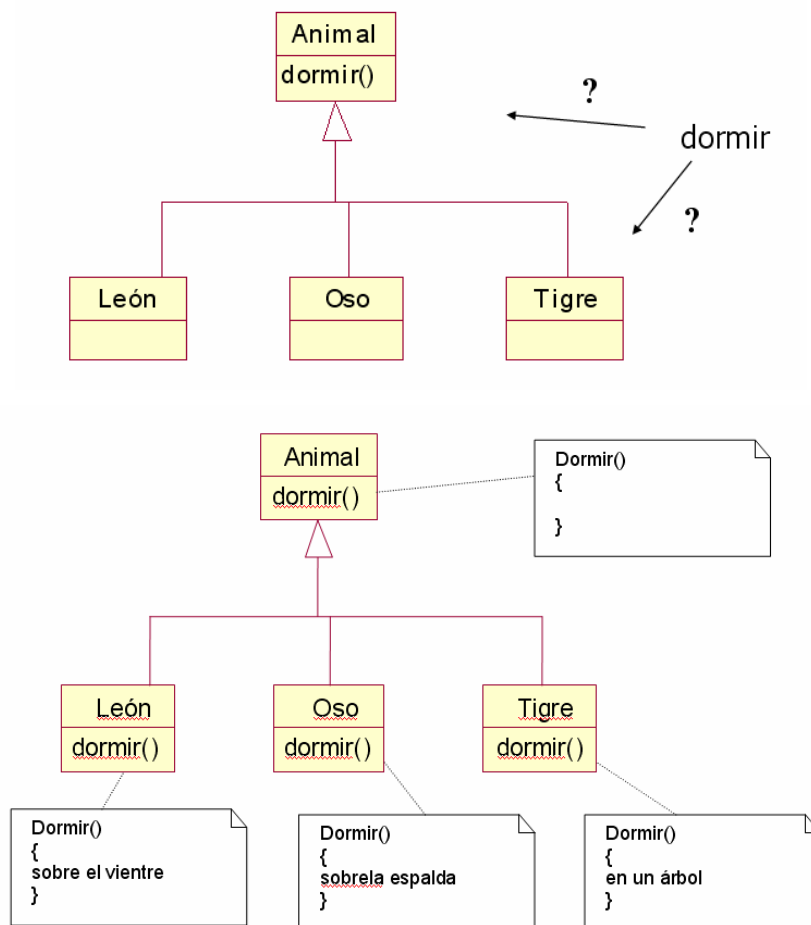 Animal
dormir()
?
dormir
?
León
Oso
Tigre
Animal
dormir()
Dormir()
{
}
León
dormir()
Oso
dormir()
Tigre
dormir()
Dormir()
{
sobre el vientre
}
Dormir()
{
sobrela espalda
}
Dormir()
{
en un árbol
}